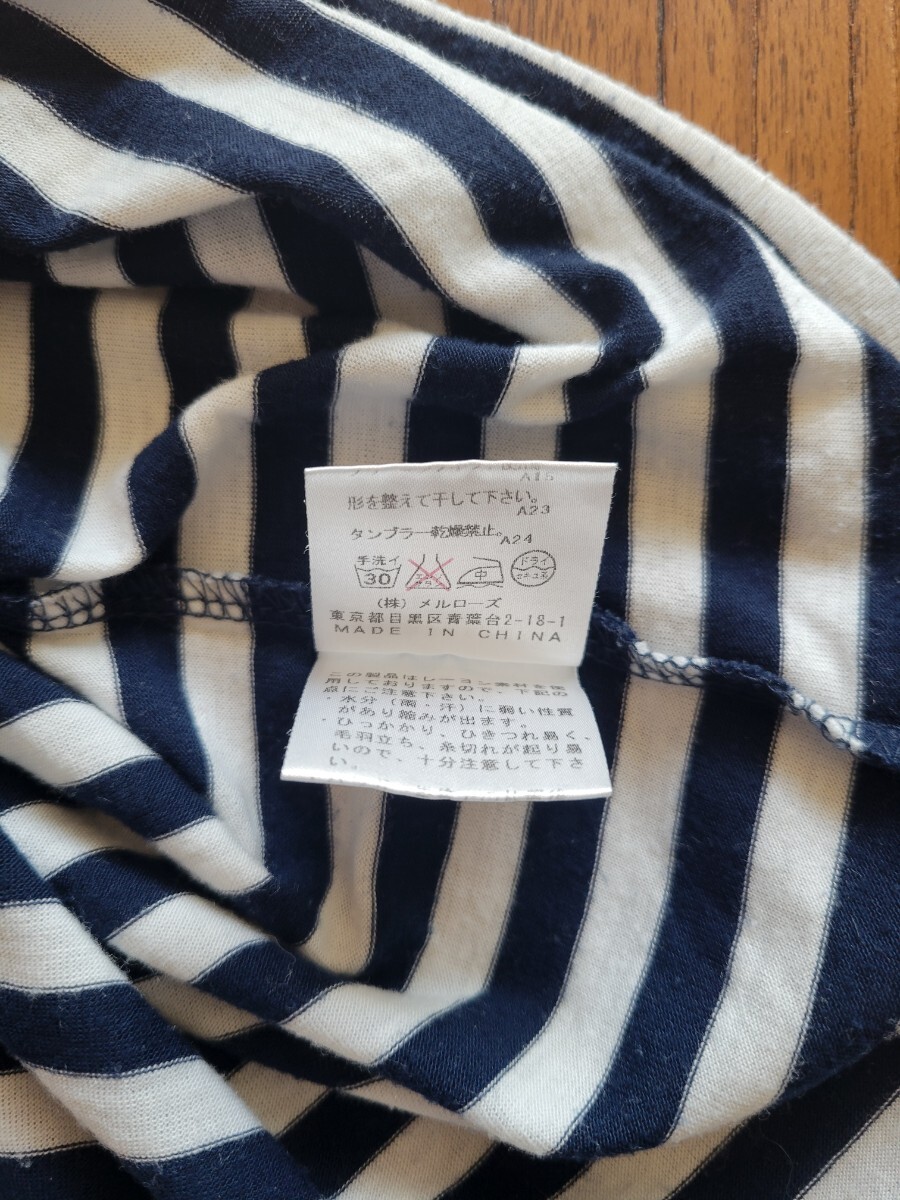 A15
形を整えて干して下さい。
A23
タンブラー乾燥禁止。
A24
手洗イ
30
中
ドライ
セキユ系
(株) メルローズ
東京都目黒区青葉台2-18-1
MADE IN CHINA
この製品はレーヨン素材を使
用しておりますので、下記の
点にご注意下さい。
・水分(雨・汗)に弱い性質
があり縮みが出ます。
・ひっかかり、ひきつれ易く、
毛羽立ち、糸切れが起り易
いので、十分注意して下さ
い。